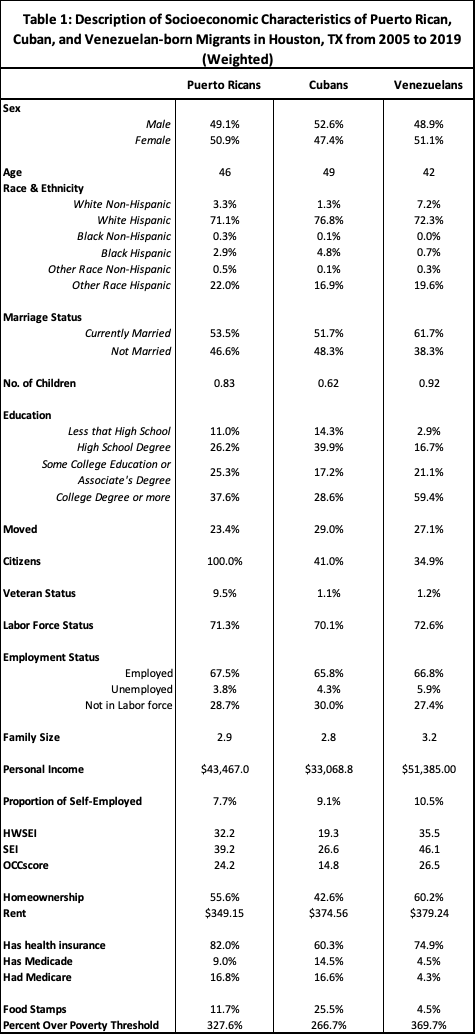 Table 1: Description of Socioeconomic Characteristics of Puerto Rican,
Cuban, and Venezuelan-born Migrants in Houston, TX from 2005 to 2019
(Weighted)
Puerto Ricans Cubans Venezuelans
Sex
Male 49.1% 52.6% 48.9%
Female 50.9% 47.4% 51.1%
Age 46 49 42
Race & Ethnicity
White Non-Hispanic 3.3% 1.3% 7.2%
White Hispanic 71.1% 76.8% 72.3%
Black Non-Hispanic 0.3% 0.1% 0.0%
Black Hispanic 2.9% 4.8% 0.7%
Other Race Non-Hispanic 0.5% 0.1% 0.3%
Other Race Hispanic 22.0% 16.9% 19.6%
Marriage Status
Currently Married 53.5% 51.7% 61.7%
Not Married 46.6% 48.3% 38.3%
No. of Children 0.83 0.62 0.92
Education
Less that High School 11.0% 14.3% 2.9%
High School Degree 26.2% 39.9% 16.7%
Some College Education or
Associate's Degree 25.3% 17.2% 21.1%
College Degree or more 37.6% 28.6% 59.4%
Moved 23.4% 29.0% 27.1%
Citizens 100.0% 41.0% 34.9%
Veteran Status 9.5% 1.1% 1.2%
Labor Force Status 71.3% 70.1% 72.6%
Employment Status
Employed 67.5% 65.8% 66.8%
Unemployed 3.8% 4.3% 5.9%
Not in Labor force 28.7% 30.0% 27.4%
Family Size 2.9 2.8 3.2
Personal Income $43,467.0 $33,068.8 $51,385.00
Proportion of Self-Employed 7.7% 9.1% 10.5%
HWSEI 32.2 19.3 35.5
SEI 39.2 26.6 46.1
OCCscore 24.2 14.8 26.5
Homeownership 55.6% 42.6% 60.2%
Rent $349.15 $374.56 $379.24
Has health insurance 82.0% 60.3% 74.9%
Has Medicade 9.0% 14.5% 4.5%
Had Medicare 16.8% 16.6% 4.3%
Food Stamps 11.7% 25.5% 4.5%
Percent Over Poverty Threshold 327.6% 266.7% 369.7%